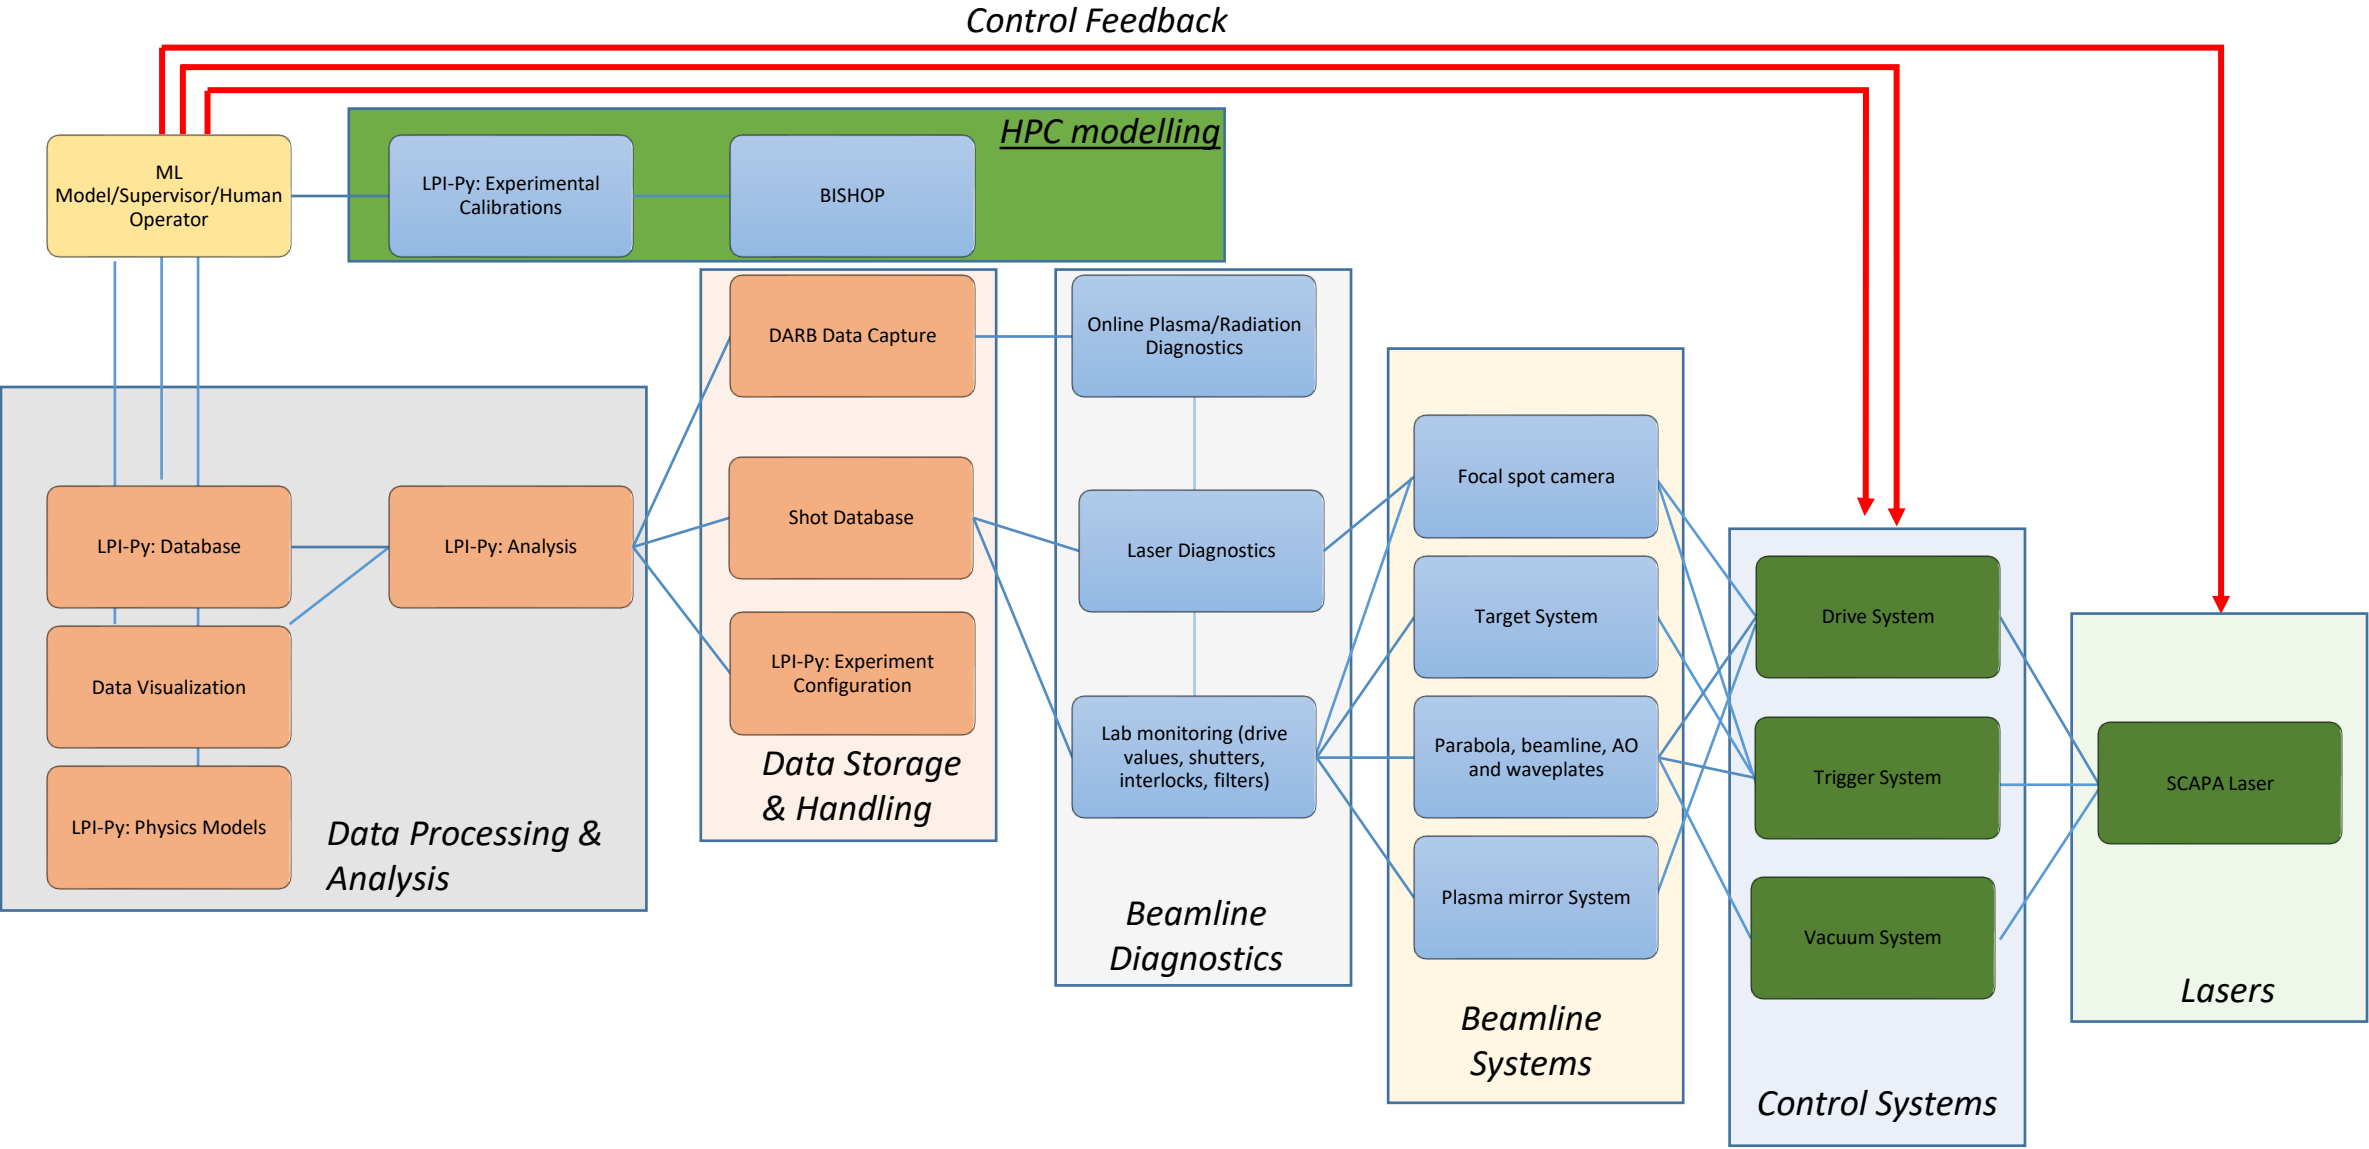 Control Feedback
HPC modelling
ML
Model/Supervisor/Human
Operator
LPI-Py: Experimental
Calibrations
BISHOP
DARB Data Capture
Online Plasma/Radiation
Diagnostics
Focal spot camera
Shot Database
LPI-Py: Database
LPI-Py: Analysis
Laser Diagnostics
Target System
Drive System
LPI-Py: Experiment
Configuration
Data Visualization
Lab monitoring (drive
values, shutters,
interlocks, filters)
Parabola, beamline, AO
and waveplates
Trigger System
SCAPA Laser
Data Storage
& Handling
LPI-Py: Physics Models
Data Processing &
Analysis
Plasma mirror System
Vacuum System
Beamline
Diagnostics
Lasers
Beamline
Systems
Control Systems